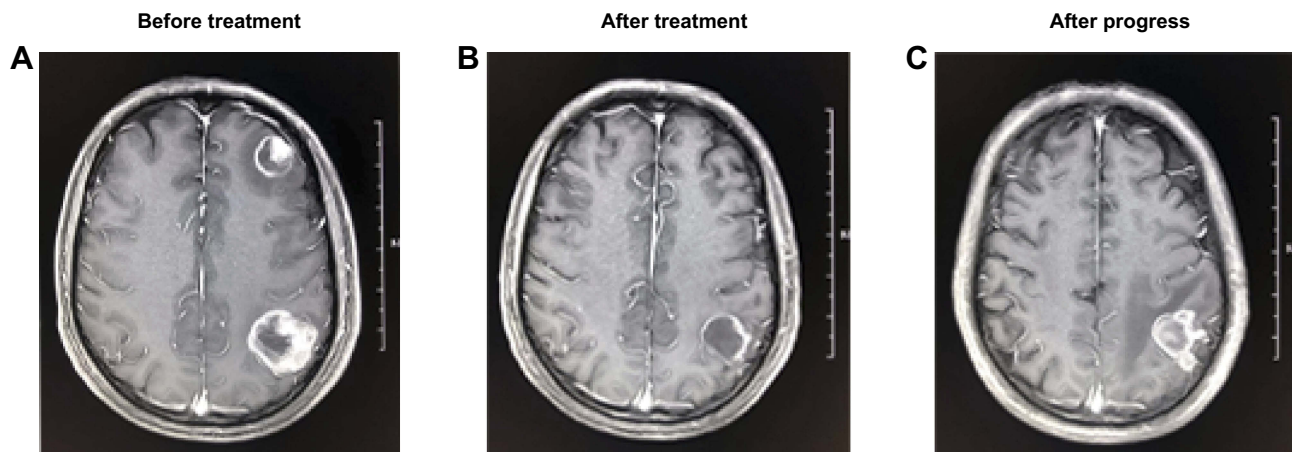 Before treatment
After treatment
After progress
A
B
C